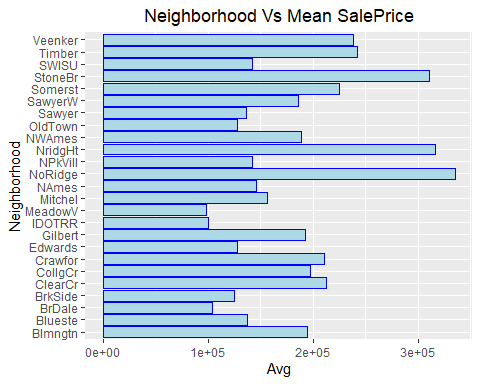 Neighborhood Vs Mean SalePrice
Veenker
Timber
SWISU
StoneBr
Somerst
SawyerW
Sawyer
OldTown
NWAmes
NridgHt
NPkVill
NoRidge
NAmes
Mitchel
MeadowV
IDOTRR
Gilbert
Edwards
Crawfor
CollgCr
ClearCr
BrkSide
BrDale
Blueste
Blmngtn
Neighborhood
0e+00 1e+05 2e+05 3e+05
Avg